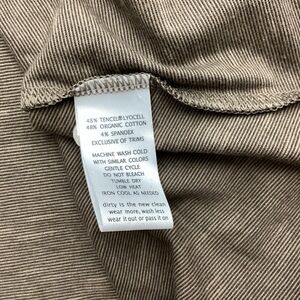 48% TENCEL®LYOCELL
48% ORGANIC COTTON
4% SPANDEX
EXCLUSIVE OF TRIMS
MACHINE WASH COLD
WITH SIMILAR COLORS
GENTLE CYCLE
DO NOT BLEACH
TUMBLE DRY
LOW HEAT
IRON COOL AS NEEDED
dirty is the new clean
wear more, wash less
wear it out or pass it on